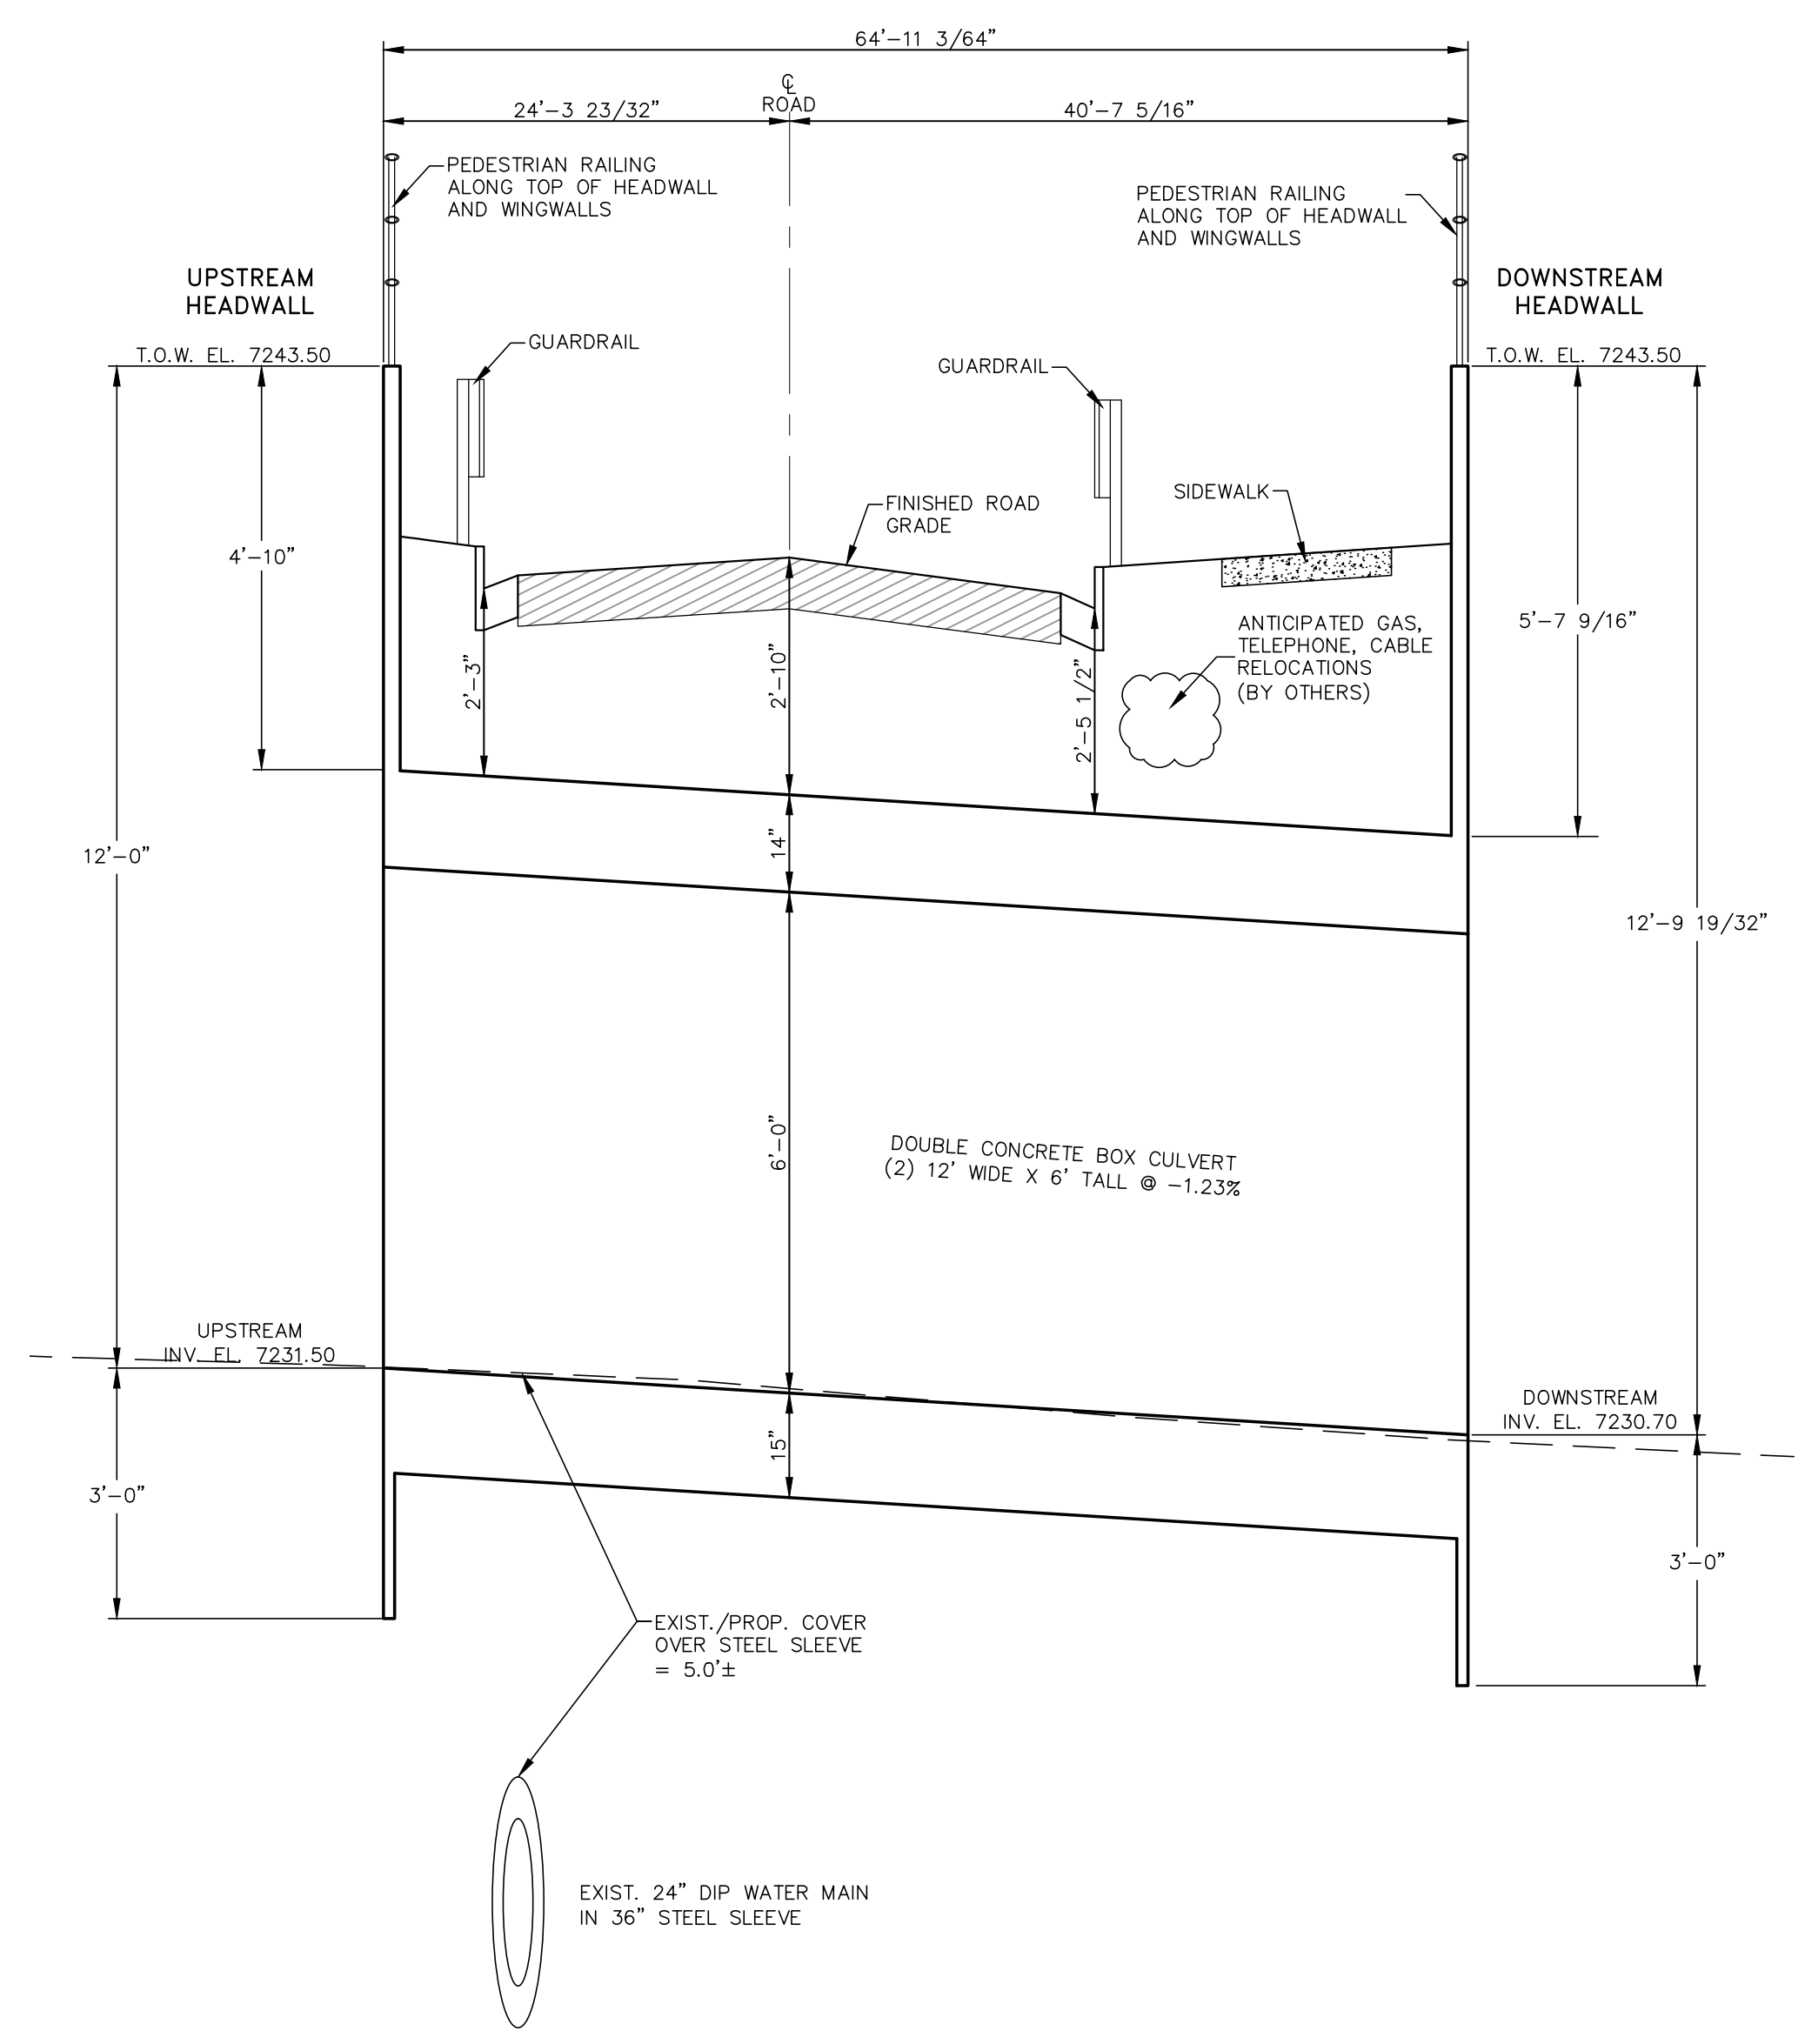 64'-11 3/64"
℄
ROAD
24'-3 23/32"
40'-7 5/16"
PEDESTRIAN RAILING
ALONG TOP OF HEADWALL
AND WINGWALLS
PEDESTRIAN RAILING
ALONG TOP OF HEADWALL
AND WINGWALLS
UPSTREAM
HEADWALL
DOWNSTREAM
HEADWALL
T.O.W. EL. 7243.50
GUARDRAIL
GUARDRAIL
T.O.W. EL. 7243.50
4'-10"
FINISHED ROAD
GRADE
SIDEWALK
5'-7 9/16"
2'-3"
2'-10"
2'-5 1/2"
ANTICIPATED GAS,
TELEPHONE, CABLE
RELOCATIONS
(BY OTHERS)
12'-0"
14"
12'-9 19/32"
6'-0"
DOUBLE CONCRETE BOX CULVERT
(2) 12' WIDE X 6' TALL @ -1.23%
UPSTREAM
INV. EL. 7231.50
DOWNSTREAM
INV. EL. 7230.70
15"
3'-0"
3'-0"
EXIST./PROP. COVER
OVER STEEL SLEEVE
= 5.0'±
EXIST. 24" DIP WATER MAIN
IN 36" STEEL SLEEVE